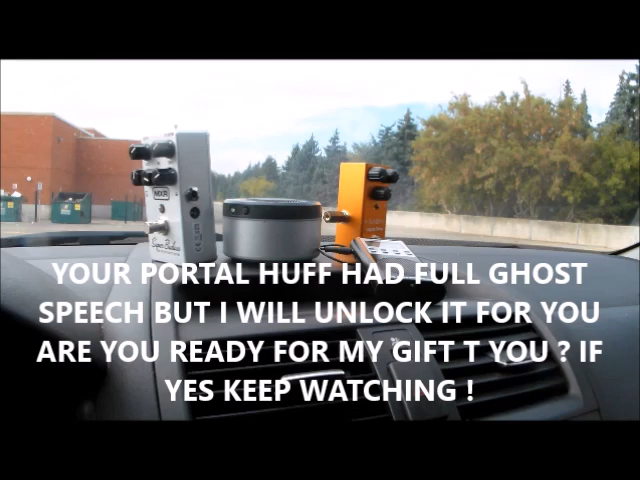 MXR
YOUR PORTAL HUFF HAD FULL GHOST
SPEECH BUT I WILL UNLOCK IT FOR YOU
ARE YOU READY FOR MY GIFT T YOU ? IF
YES KEEP WATCHING !